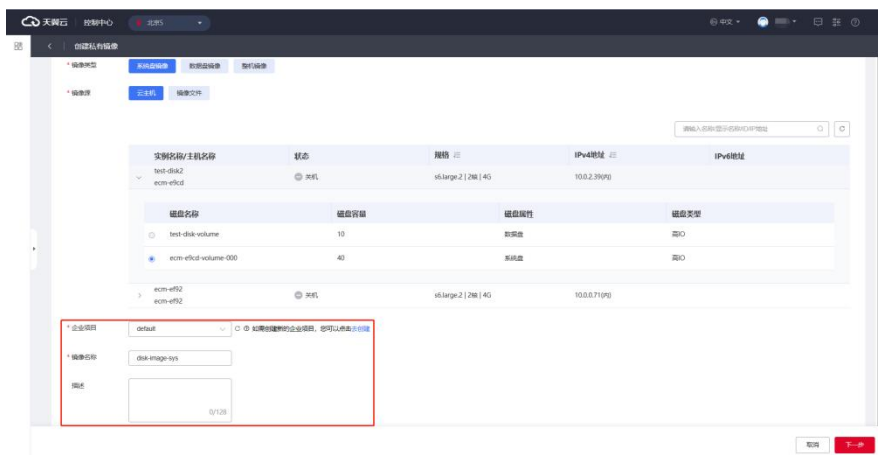 天翼云 控制中心 北京5 中文
创建私有镜像
* 镜像类型 系统盘镜像 数据盘镜像 整机镜像
* 镜像源 云主机 镜像文件
实例名称/主机名称 状态 规格 IPv4地址 IPv6地址
test-disk2
ecm-e9cd
关机 s6.large.2 | 2核 | 4G 10.0.2.39(内)
磁盘名称 磁盘容量 磁盘属性 磁盘类型
test-disk-volume 10 数据盘 高IO
ecm-e9cd-volume-000 40 系统盘 高IO
ecm-ef92
ecm-ef92
关机 s6.large.2 | 2核 | 4G 10.0.0.71(内)
* 企业项目 default 如需创建新的企业项目，您可以点击去创建
* 镜像名称 disk-image-sys
描述
0/128
取消 下一步